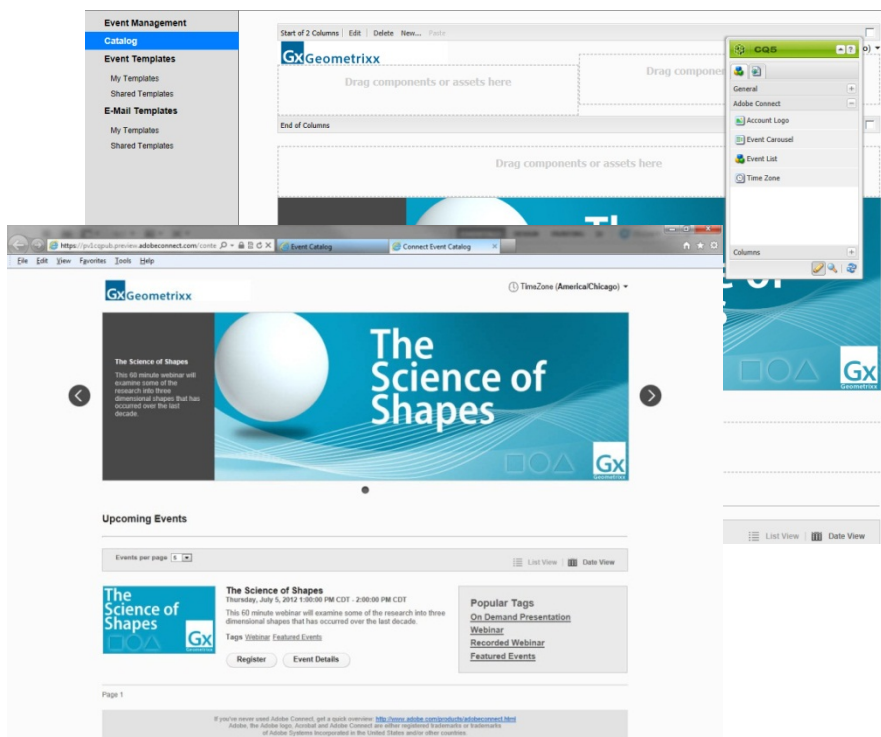 Event Management
Catalog
Event Templates
My Templates
Shared Templates
E-Mail Templates
My Templates
Shared Templates
Start of 2 Columns | Edit | Delete New... Paste
Gx Geometrixx
Drag components or assets here
Drag compone
End of Columns
Drag components or assets here
CQ5
General
Adobe Connect
Account Logo
Event Carousel
Event List
Time Zone
Columns
Gx
Geometrixx
List View | Date View
Event Catalog
Connect Event Catalog
File Edit View Favorites Tools Help
Gx Geometrixx
TimeZone (America/Chicago)
The Science of Shapes
This 60 minute webinar will
examine some of the
research into three
dimensional shapes that has
occurred over the last
decade.
The
Science of
Shapes
Gx
Geometrixx
Upcoming Events
Events per page
List View | Date View
The
Science of
Shapes
Gx
The Science of Shapes
Thursday, July 5, 2012 1:00:00 PM CDT - 2:00:00 PM CDT
This 60 minute webinar will examine some of the research into three
dimensional shapes that has occurred over the last decade.
Tags Webinar Featured Events
Register Event Details
Popular Tags
On Demand Presentation
Webinar
Recorded Webinar
Featured Events
Page 1
If you've never used Adobe Connect, get a quick overview: http://www.adobe.com/products/adobeconnect.html
Adobe, the Adobe logo, Acrobat and Adobe Connect are either registered trademarks or trademarks
of Adobe Systems Incorporated in the United States and/or other countries.